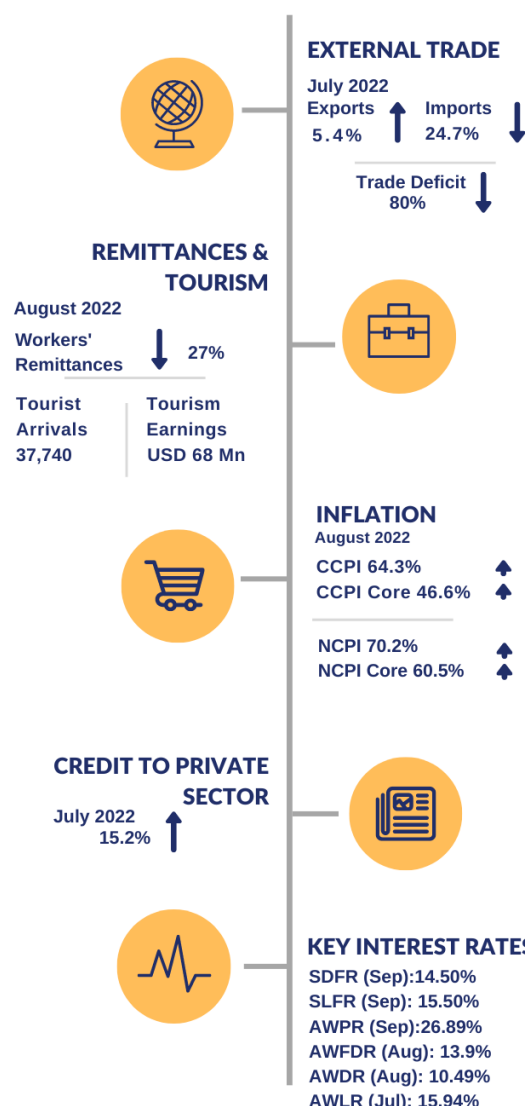 EXTERNAL TRADE
July 2022
Exports Imports
5.4% 24.7%
Trade Deficit
80%
REMITTANCES &
TOURISM
August 2022
Workers'
Remittances 27%
Tourist
Arrivals
37,740
Tourism
Earnings
USD 68 Mn
INFLATION
August 2022
CCPI 64.3%
CCPI Core 46.6%
NCPI 70.2%
NCPI Core 60.5%
CREDIT TO PRIVATE
SECTOR
July 2022
15.2%
KEY INTEREST RATES
SDFR (Sep):14.50%
SLFR (Sep): 15.50%
AWPR (Sep):26.89%
AWFDR (Aug): 13.9%
AWDR (Aug): 10.49%
AWLR (Jul): 15.94%